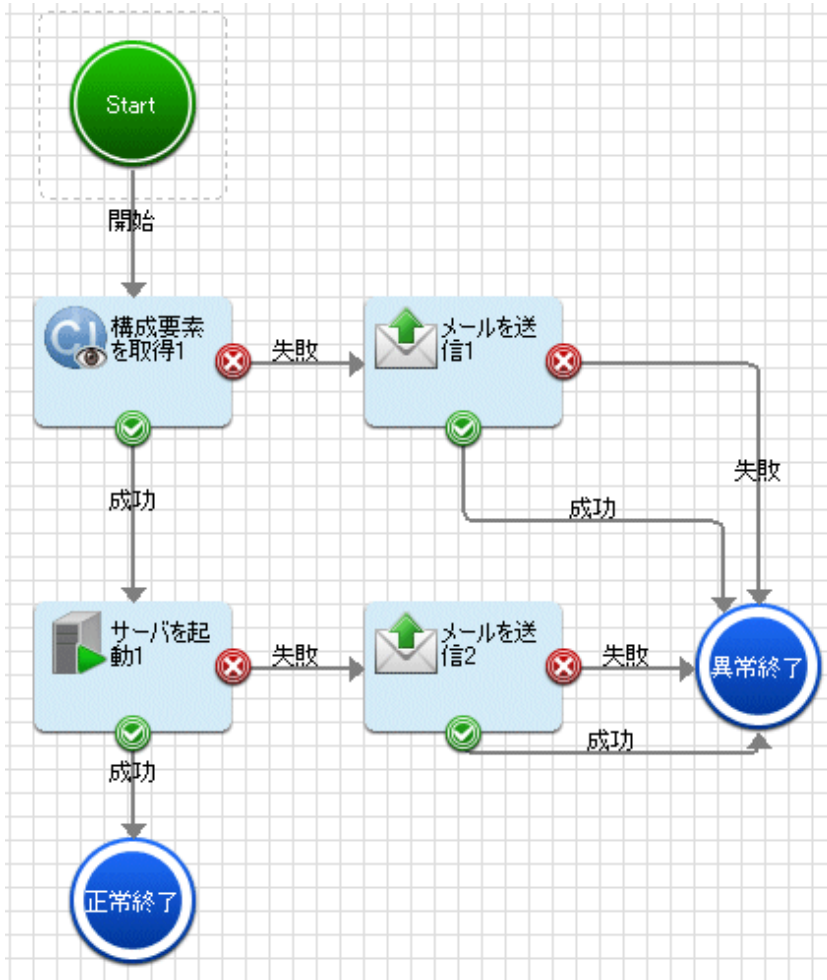 Start
開始
構成要素
を取得1
失敗
メールを送
信1
失敗
成功
成功
サーバを起
動1
失敗
メールを送
信2
失敗
異常終了
成功
成功
正常終了